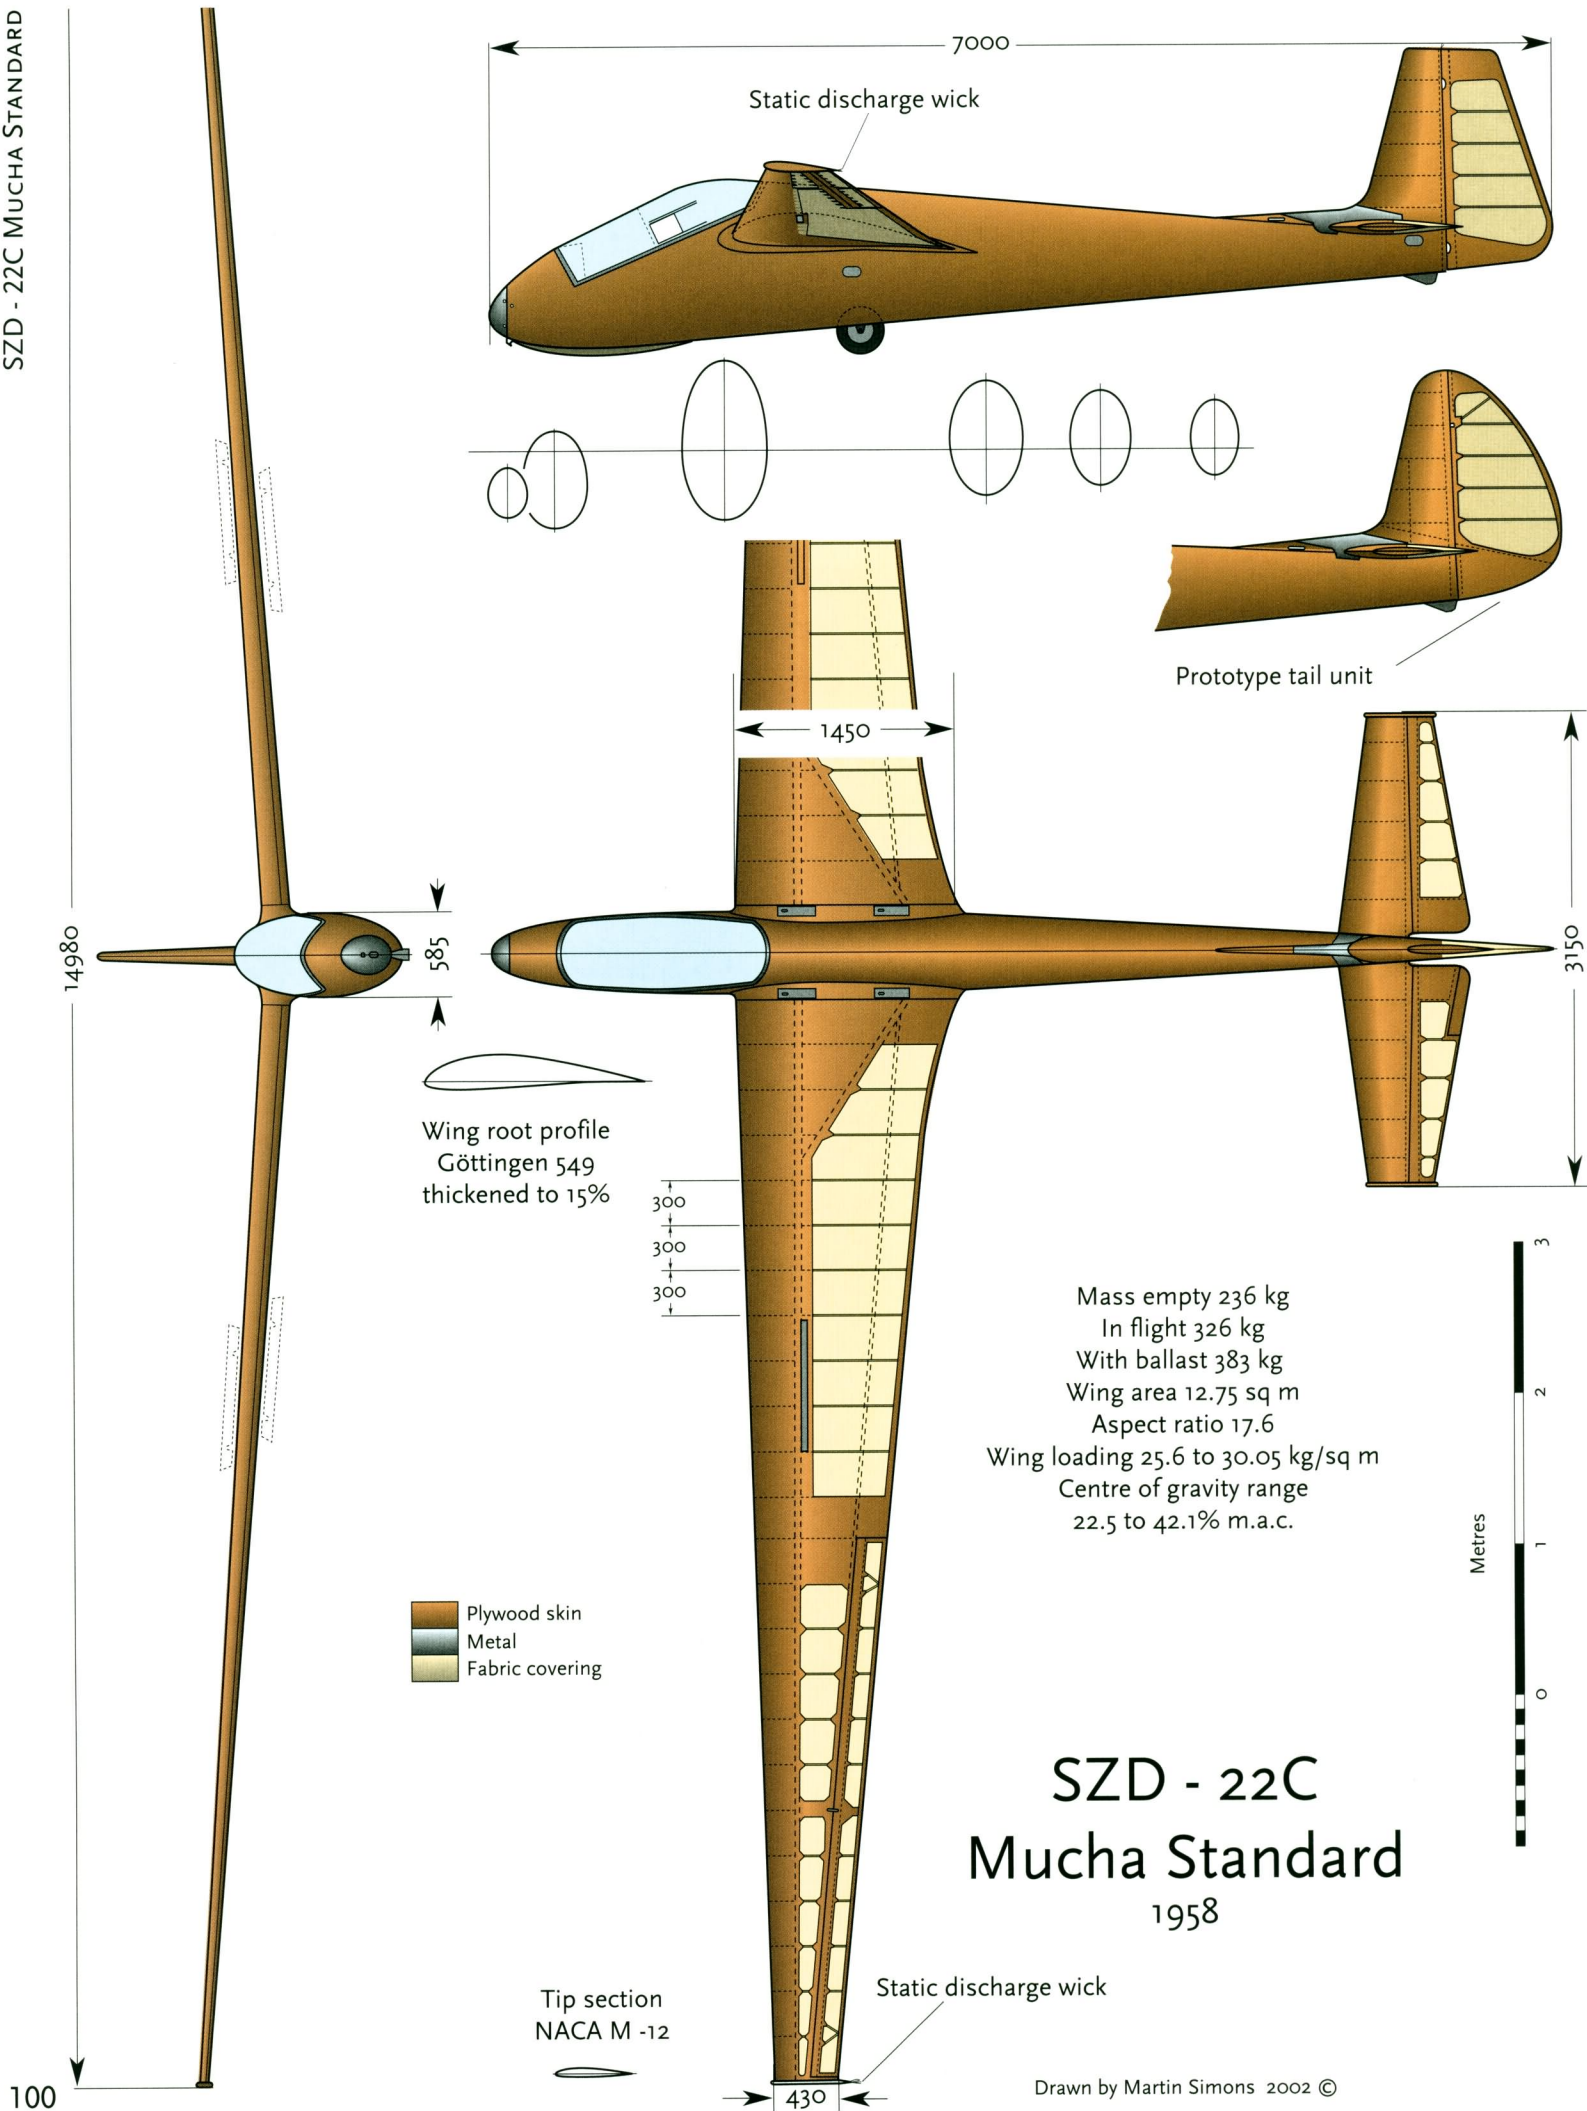 SZD - 22C MUCHA STANDARD
7000
Static discharge wick
Prototype tail unit
1450
14980
585
3150
Wing root profile
Göttingen 549
thickened to 15%
300
300
300
Mass empty 236 kg
In flight 326 kg
With ballast 383 kg
Wing area 12.75 sq m
Aspect ratio 17.6
Wing loading 25.6 to 30.05 kg/sq m
Centre of gravity range
22.5 to 42.1% m.a.c.
3
2
1
0
Metres
Plywood skin
Metal
Fabric covering
SZD - 22C
Mucha Standard
1958
Static discharge wick
Tip section
NACA M -12
430
Drawn by Martin Simons 2002 ©
100